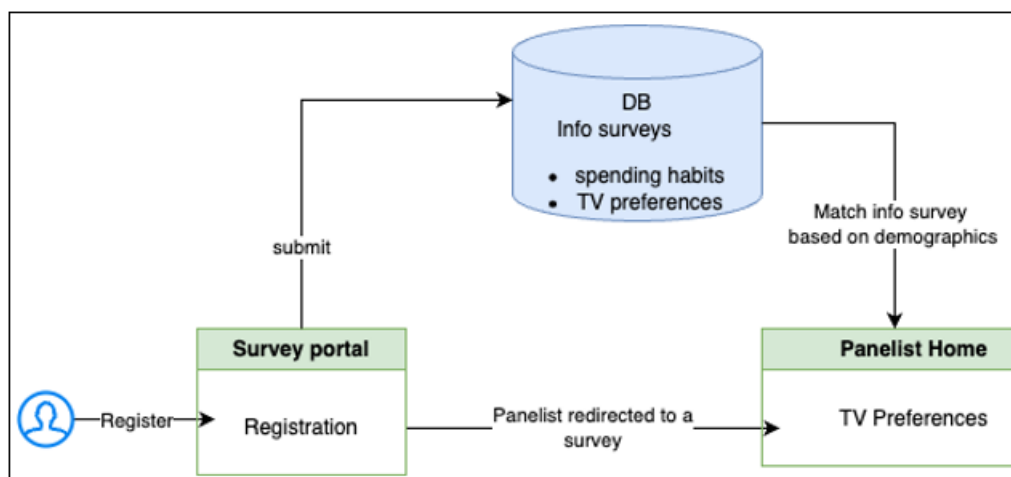 DB
Info surveys
• spending habits
• TV preferences
submit
Match info survey
based on demographics
Survey portal
Panelist Home
Register
Registration
Panelist redirected to a
survey
TV Preferences